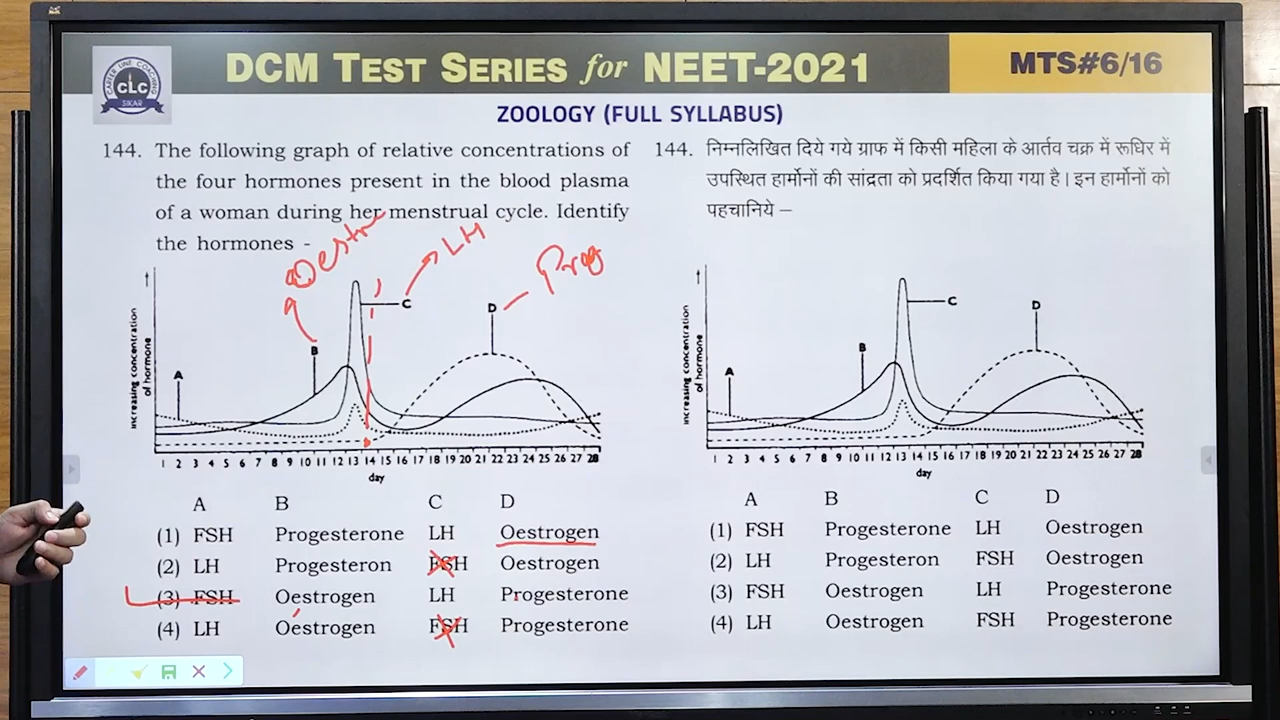 CAREER LINE COACHING
CLC
SIKAR
DCM TEST SERIES for NEET-2021
MTS#6/16
ZOOLOGY (FULL SYLLABUS)
144. The following graph of relative concentrations of
the four hormones present in the blood plasma
of a woman during her menstrual cycle. Identify
the hormones -
Oestr
LH
Prog
A
B
C
D
increasing concentration
of hormone
1 2 3 4 5 6 7 8 9 10 11 12 13 14 15 16 17 18 19 20 21 22 23 24 25 26 27 28
day
A B C D
(1) FSH Progesterone LH Oestrogen
(2) LH Progesteron FSH Oestrogen
(3) FSH Oestrogen LH Progesterone
(4) LH Oestrogen FSH Progesterone
144. निम्नलिखित दिये गये ग्राफ में किसी महिला के आर्तव चक्र में रूधिर में
उपस्थित हार्मोनों की सांद्रता को प्रदर्शित किया गया है। इन हार्मोनों को
पहचानिये –
A
B
C
D
increasing concentration
of hormone
1 2 3 4 5 6 7 8 9 10 11 12 13 14 15 16 17 18 19 20 21 22 23 24 25 26 27 28
day
A B C D
(1) FSH Progesterone LH Oestrogen
(2) LH Progesteron FSH Oestrogen
(3) FSH Oestrogen LH Progesterone
(4) LH Oestrogen FSH Progesterone